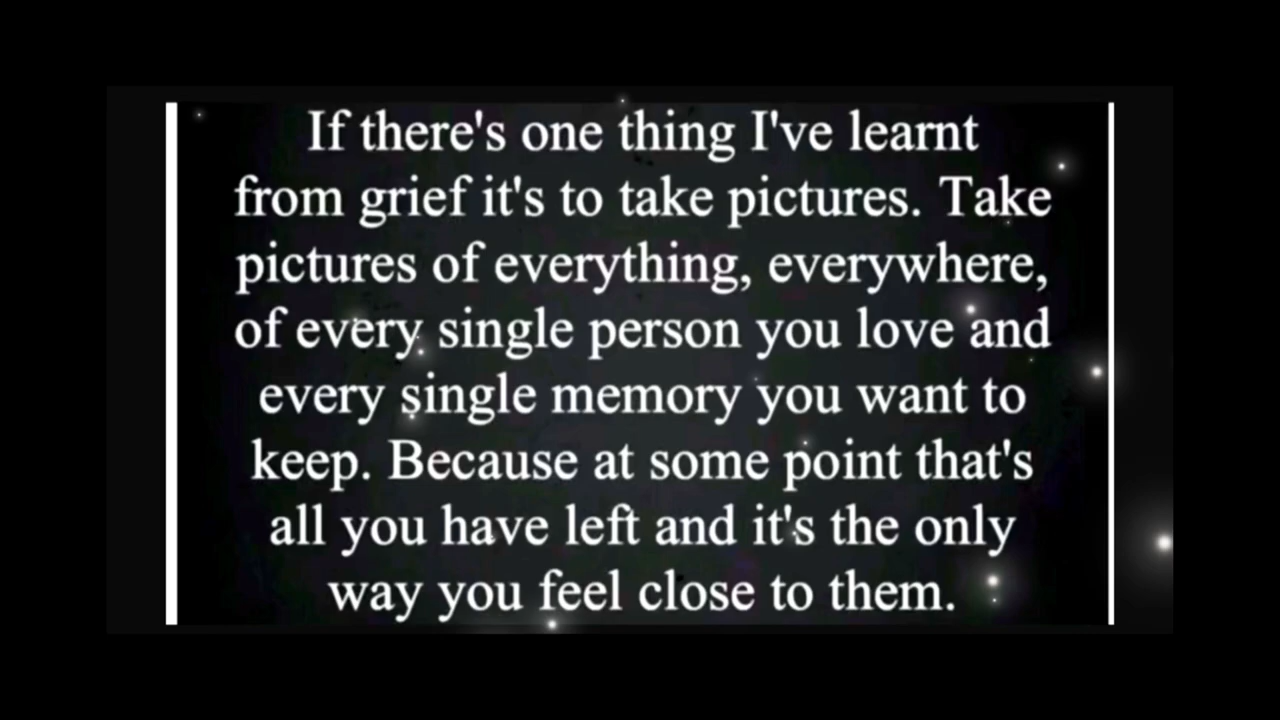 If there's one thing I've learnt
from grief it's to take pictures. Take
pictures of everything, everywhere,
of every single person you love and
every single memory you want to
keep. Because at some point that's
all you have left and it's the only
way you feel close to them.